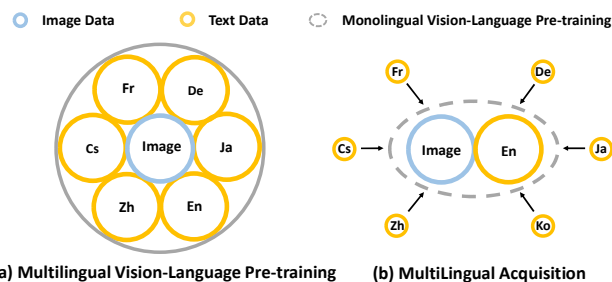 Image Data Text Data Monolingual Vision-Language Pre-training
Fr De
Cs Image Ja
Zh En
a) Multilingual Vision-Language Pre-training
Fr De
Cs Image En Ja
Zh Ko
(b) MultiLingual Acquisition